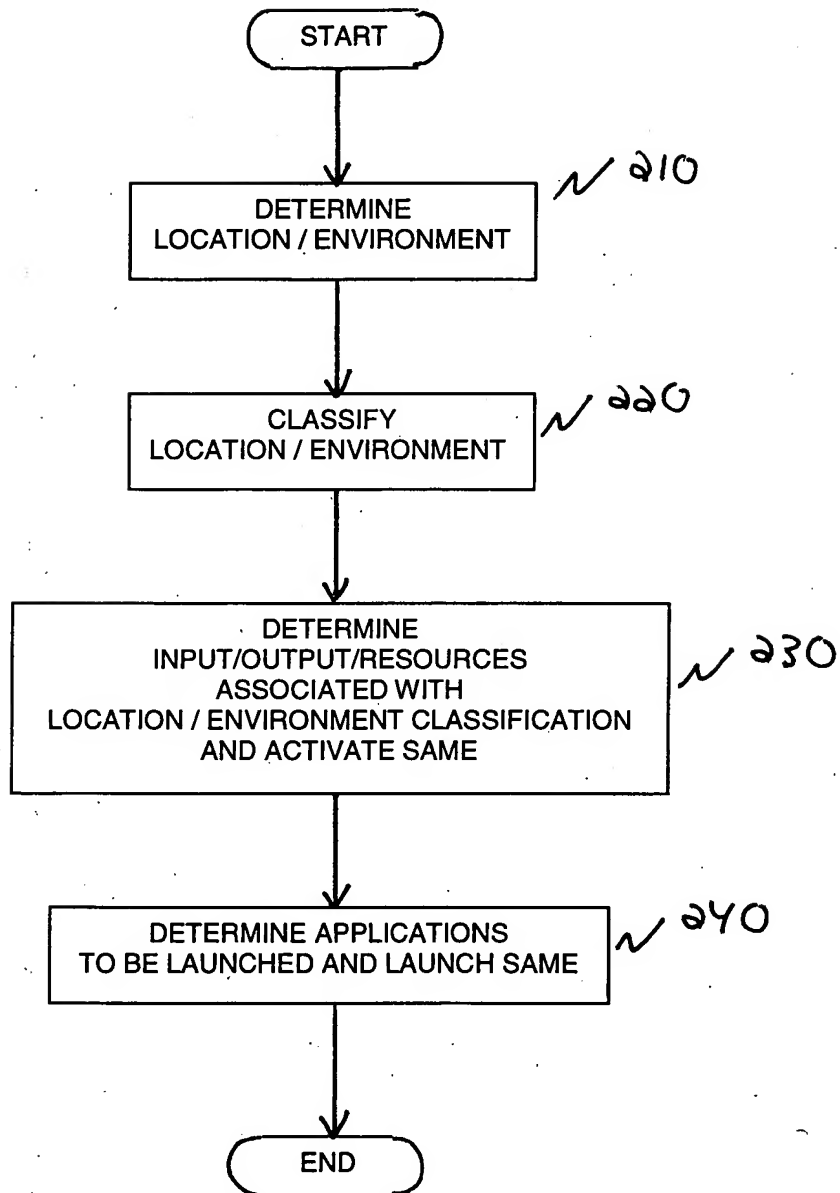 START
210
DETERMINE
LOCATION / ENVIRONMENT
220
CLASSIFY
LOCATION / ENVIRONMENT
DETERMINE
INPUT/OUTPUT/RESOURCES
ASSOCIATED WITH
LOCATION / ENVIRONMENT CLASSIFICATION
AND ACTIVATE SAME
230
DETERMINE APPLICATIONS
TO BE LAUNCHED AND LAUNCH SAME
240
END